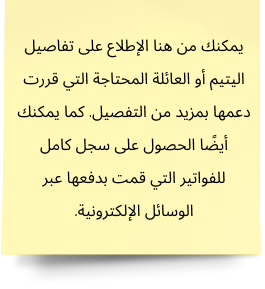 يمكنك من هنا الإطلاع على تفاصيل
اليتيم أو العائلة المحتاجة التي قررت
دعمها بمزيد من التفصيل. كما يمكنك
أيضًا الحصول على سجل كامل
للفواتير التي قمت بدفعها عبر
الوسائل الإلكترونية.